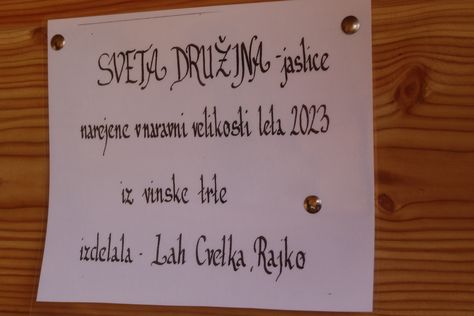 SVETA DRUŽINA - jaslice
narejene v naravni velikosti leta 2023
iz vinske trte
izdelala - Lah Cvetka, Rajko